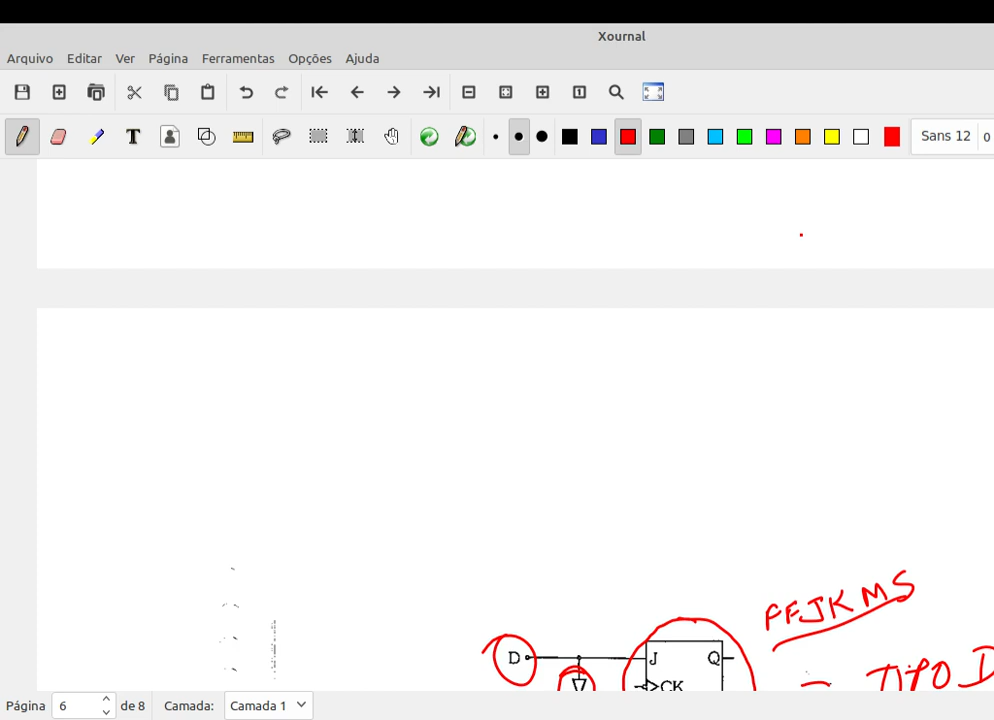 Xournal
Arquivo Editar Ver Página Ferramentas Opções Ajuda
T Sans 12 0
FFJKMS
D J Q
CK
= TIPO D
Página 6 de 8 Camada: Camada 1